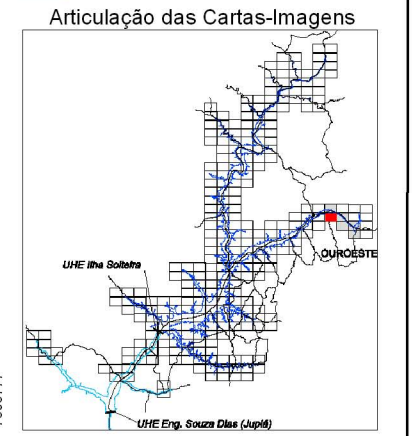 Articulação das Cartas-Imagens
OUROESTE
UHE Ilha Solteira
UHE Eng. Souza Dias (Jupiá)